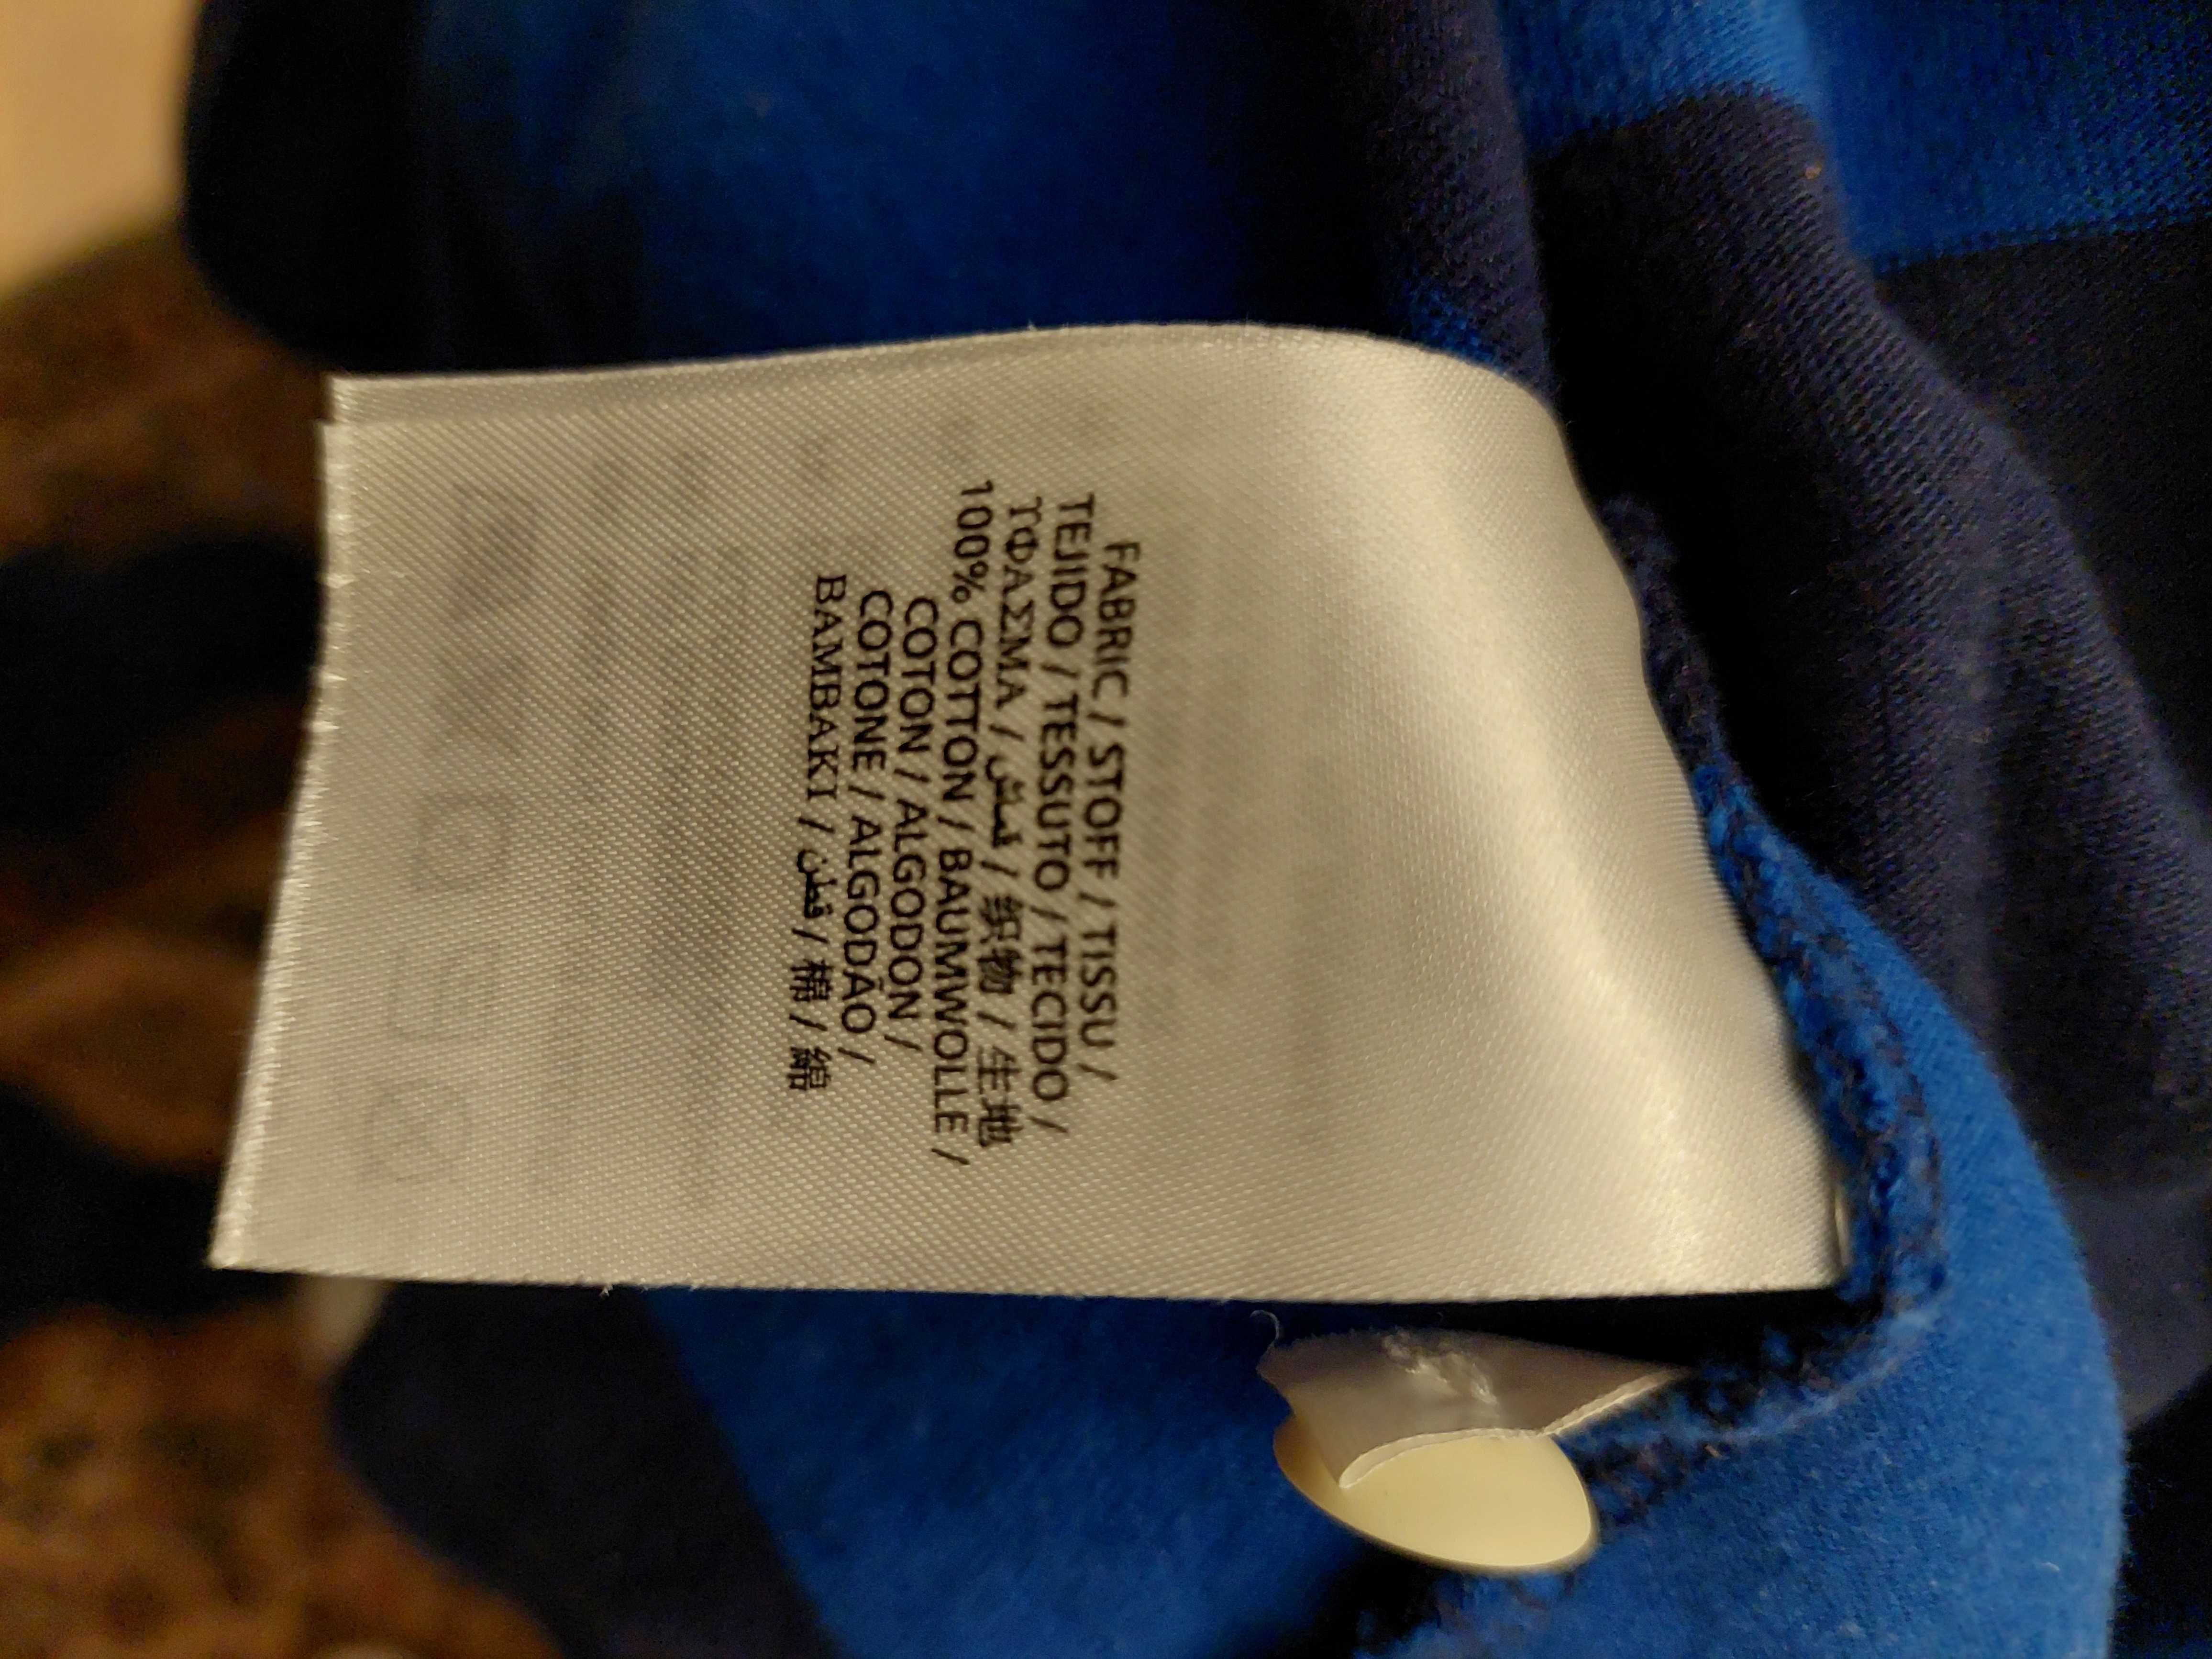 FABRIC / STOFF / TISSU /
TEJIDO / TESSUTO / TECIDO /
ΥΦΑΣΜΑ / قماش / 织物 / 生地
100% COTTON / BAUMWOLLE /
COTON / ALGODON /
COTONE / ALGODÃO /
BAMBAKI / قطن / 棉 / 綿